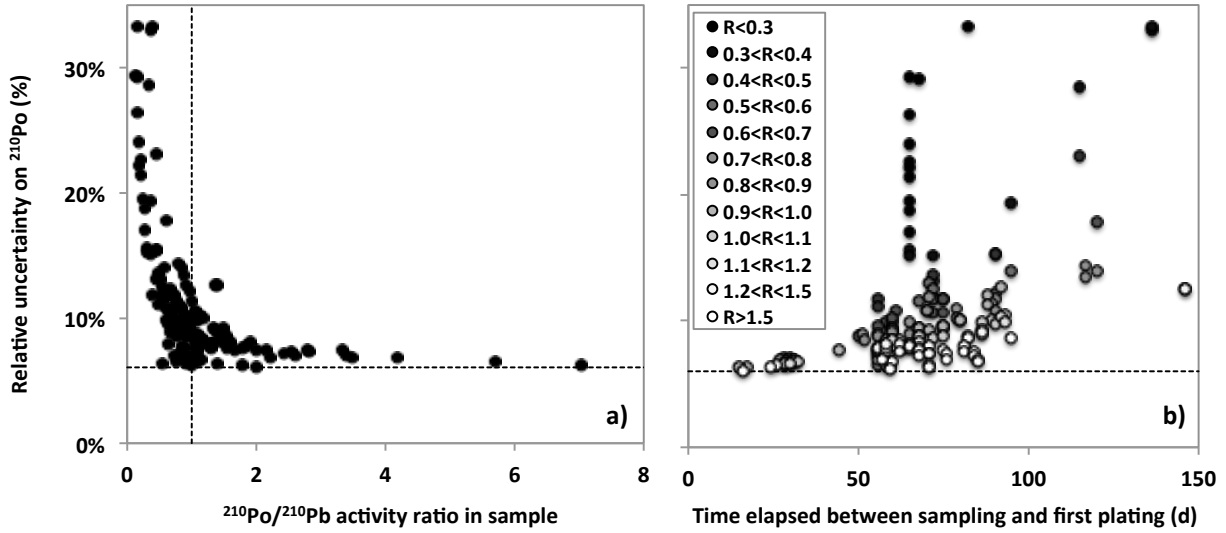 Relative uncertainty on ²¹⁰Po (%)
30%
20%
10%
0%
0 2 4 6 8
²¹⁰Po/²¹⁰Pb activity ratio in sample
a)
R<0.3
0.3<R<0.4
0.4<R<0.5
0.5<R<0.6
0.6<R<0.7
0.7<R<0.8
0.8<R<0.9
0.9<R<1.0
1.0<R<1.1
1.1<R<1.2
1.2<R<1.5
R>1.5
b)
0 50 100 150
Time elapsed between sampling and first plating (d)